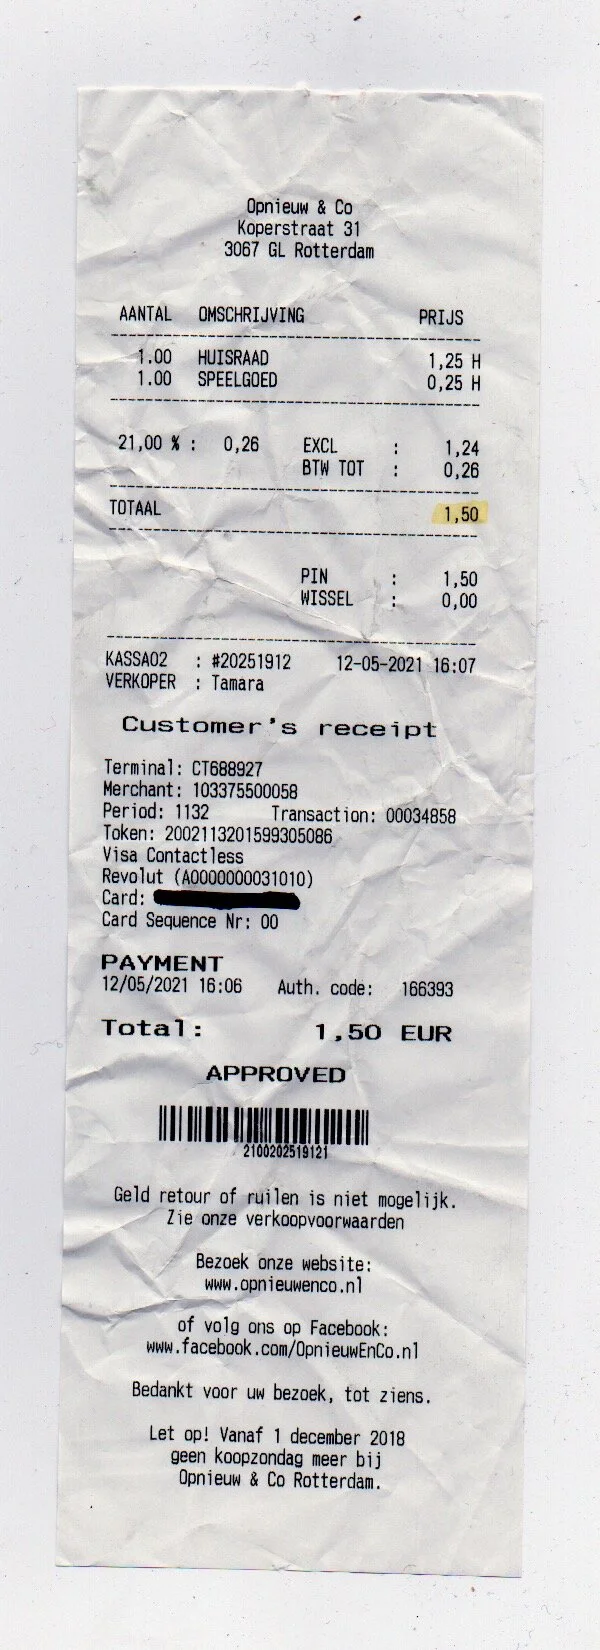 Opnieuw & Co
Koperstraat 31
3067 GL Rotterdam
AANTAL OMSCHRIJVING PRIJS
1.00 HUISRAAD 1,25 H
1.00 SPEELGOED 0,25 H
21,00 % : 0,26 EXCL : 1,24
BTW TOT : 0,26
TOTAAL 1,50
PIN : 1,50
WISSEL : 0,00
KASSA02 : #20251912 12-05-2021 16:07
VERKOPER : Tamara
Customer's receipt
Terminal: CT688927
Merchant: 103375500058
Period: 1132 Transaction: 00034858
Token: 2002113201599305086
Visa Contactless
Revolut (A0000000031010)
Card:
Card Sequence Nr: 00
PAYMENT
12/05/2021 16:06 Auth. code: 166393
Total: 1,50 EUR
APPROVED
2100202519121
Geld retour of ruilen is niet mogelijk.
Zie onze verkoopvoorwaarden
Bezoek onze website:
www.opnieuwenco.nl
of volg ons op Facebook:
www.facebook.com/OpnieuwEnCo.nl
Bedankt voor uw bezoek, tot ziens.
Let op! Vanaf 1 december 2018
geen koopzondag meer bij
Opnieuw & Co Rotterdam.